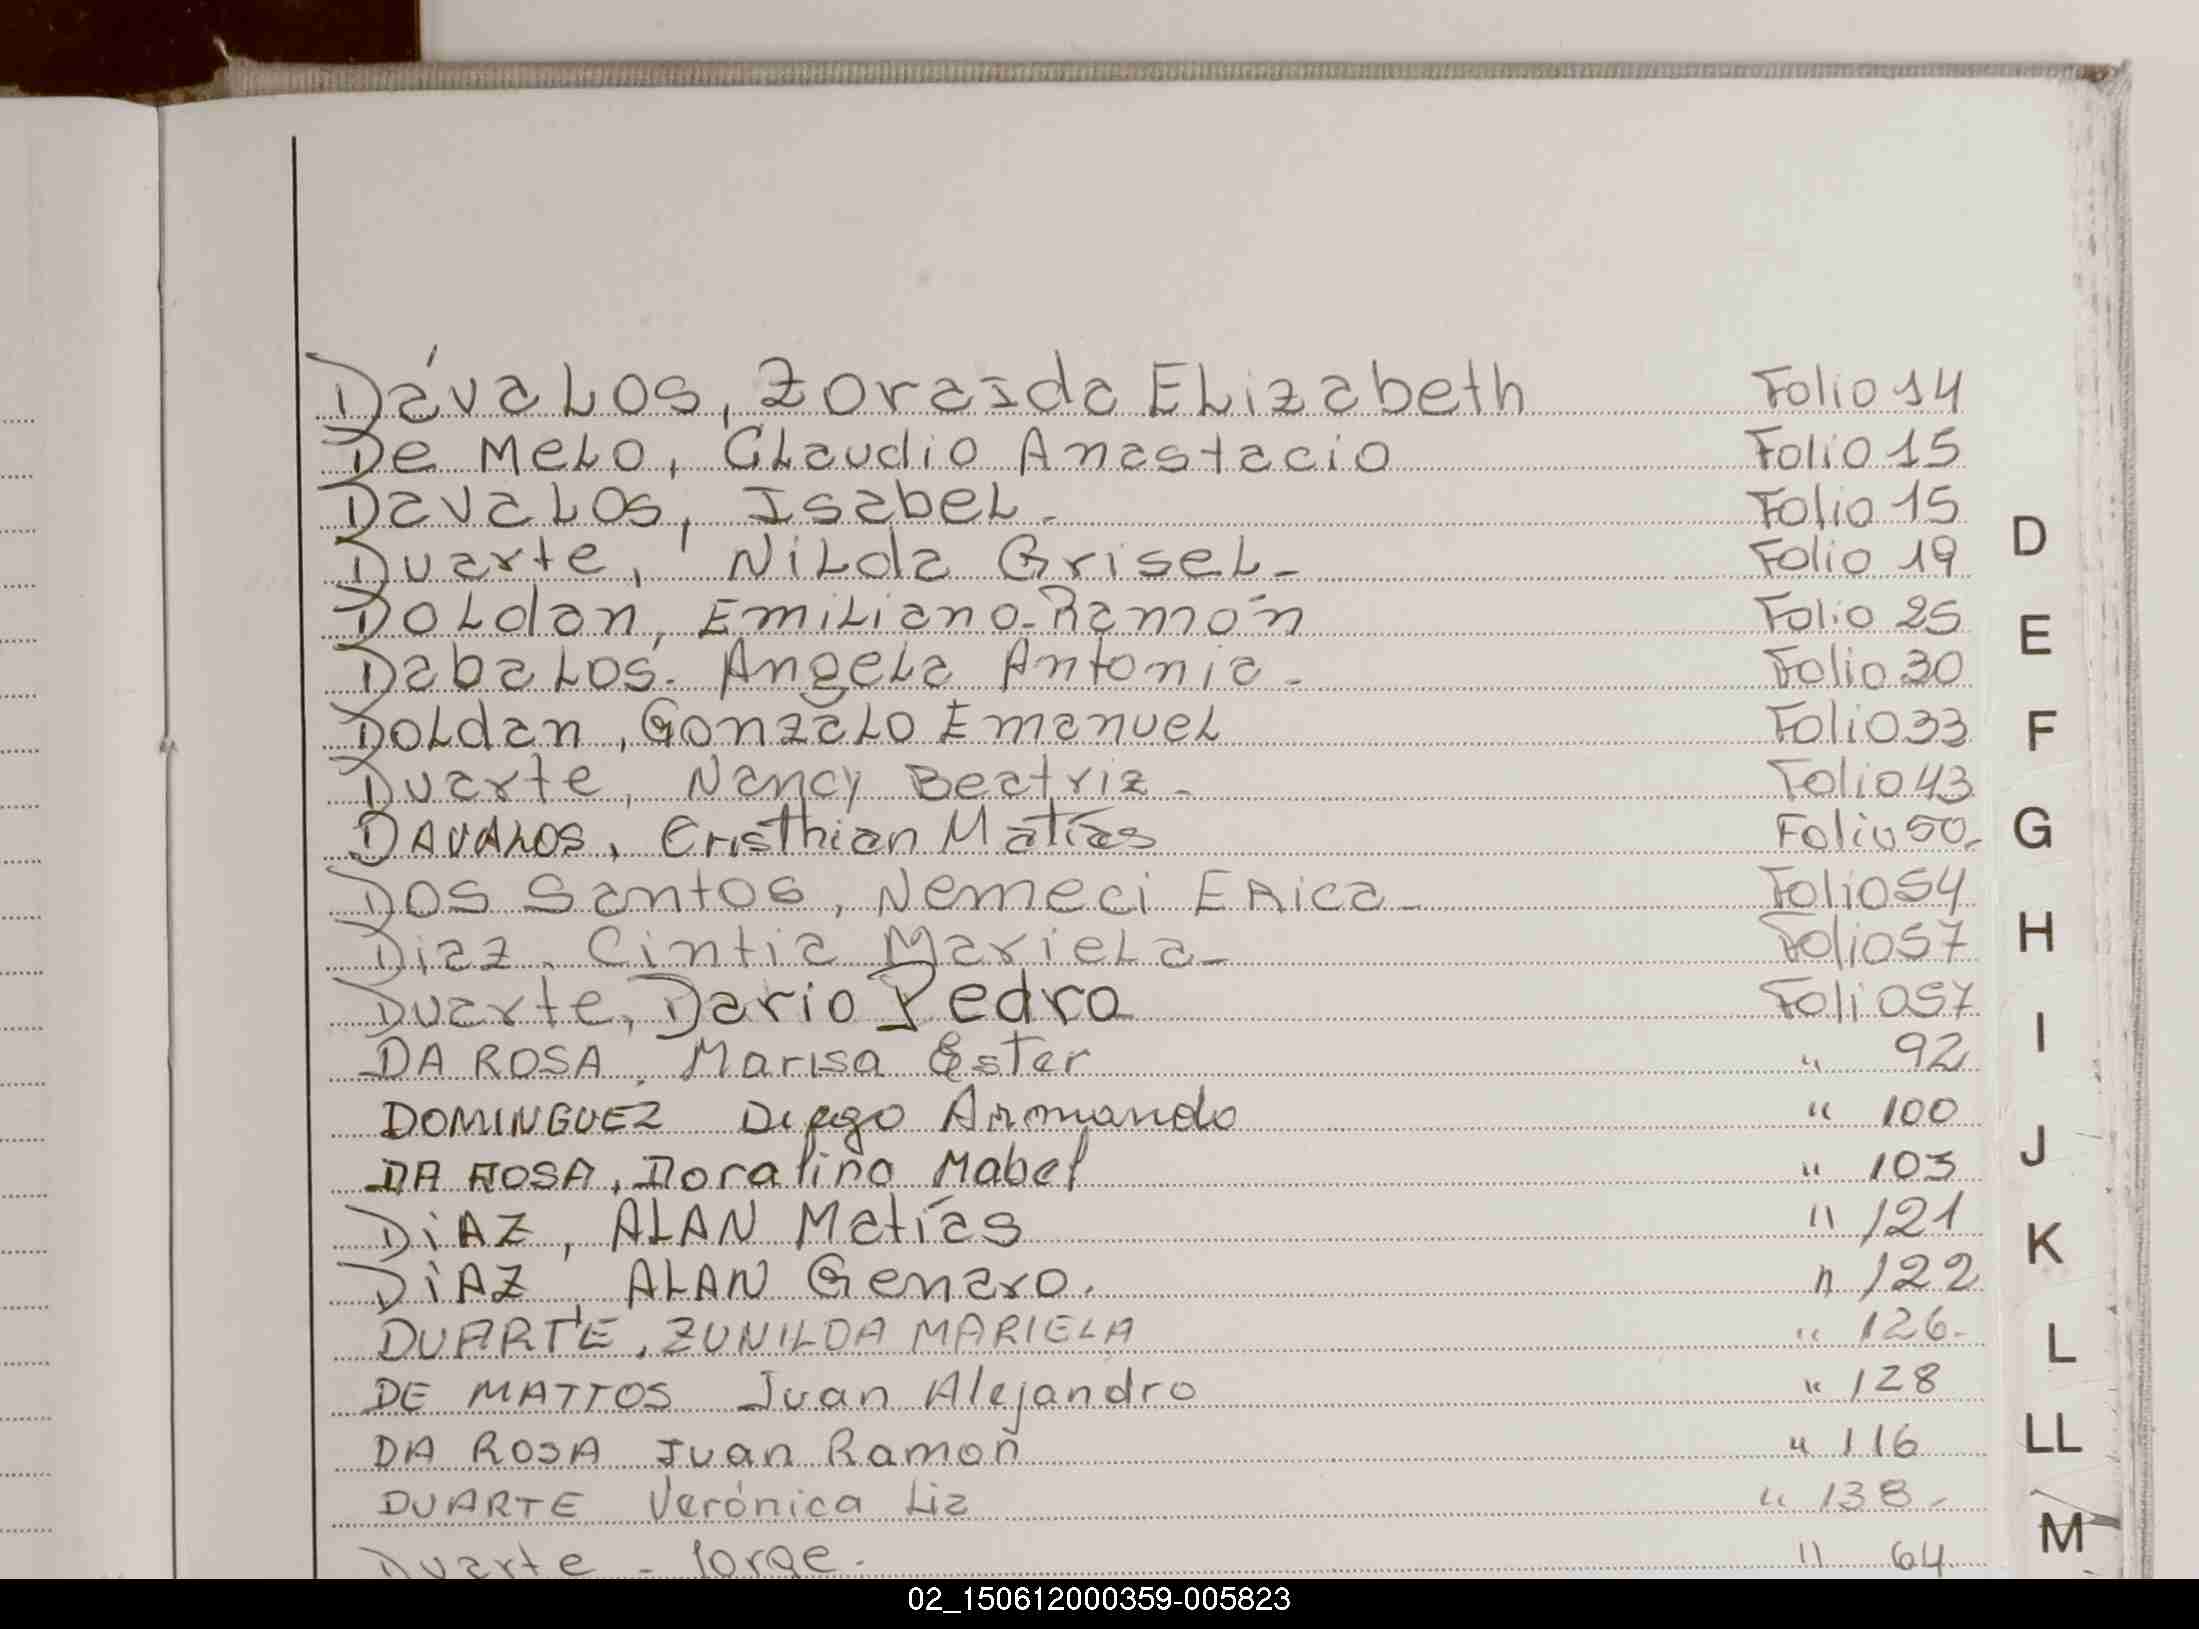 Dávalos, Zoraida Elizabeth Folio 14
De Melo, Claudio Anastacio Folio 15
Davalos, Isabel. Folio 15
Duarte, Nilda Grisel- Folio 19
Doldan, Emiliano-Ramón Folio 25
Dabalos. Angela Antonia - Folio 30
Doldan, Gonzalo Emanuel Folio 33
Duarte, Nancy Beatriz - Folio 43
DAVALOS, Cristhian Matías Folio 50.
Dos Santos, Nemeci Erica - Folio 54
Diaz. Cintia Mariela - Folio 57
Duarte, Dario Pedro Folio 57
DA ROSA, Marisa Ester " 92
DOMINGUEZ Diego Armando " 100
DA ROSA, Doralina Mabel " 103
DiAZ, ALAN Matías " 121
DiAZ ALAN Genaro. " 122
DUARTE, ZUNILDA MARIELA " 126-
DE MATTOS Juan Alejandro " 128
DA ROSA Juan Ramón " 116
DUARTE Verónica Liz " 138-
Duarte - Jorge. " 64
D
E
F
G
H
I
J
K
L
LL
M
02_150612000359-005823